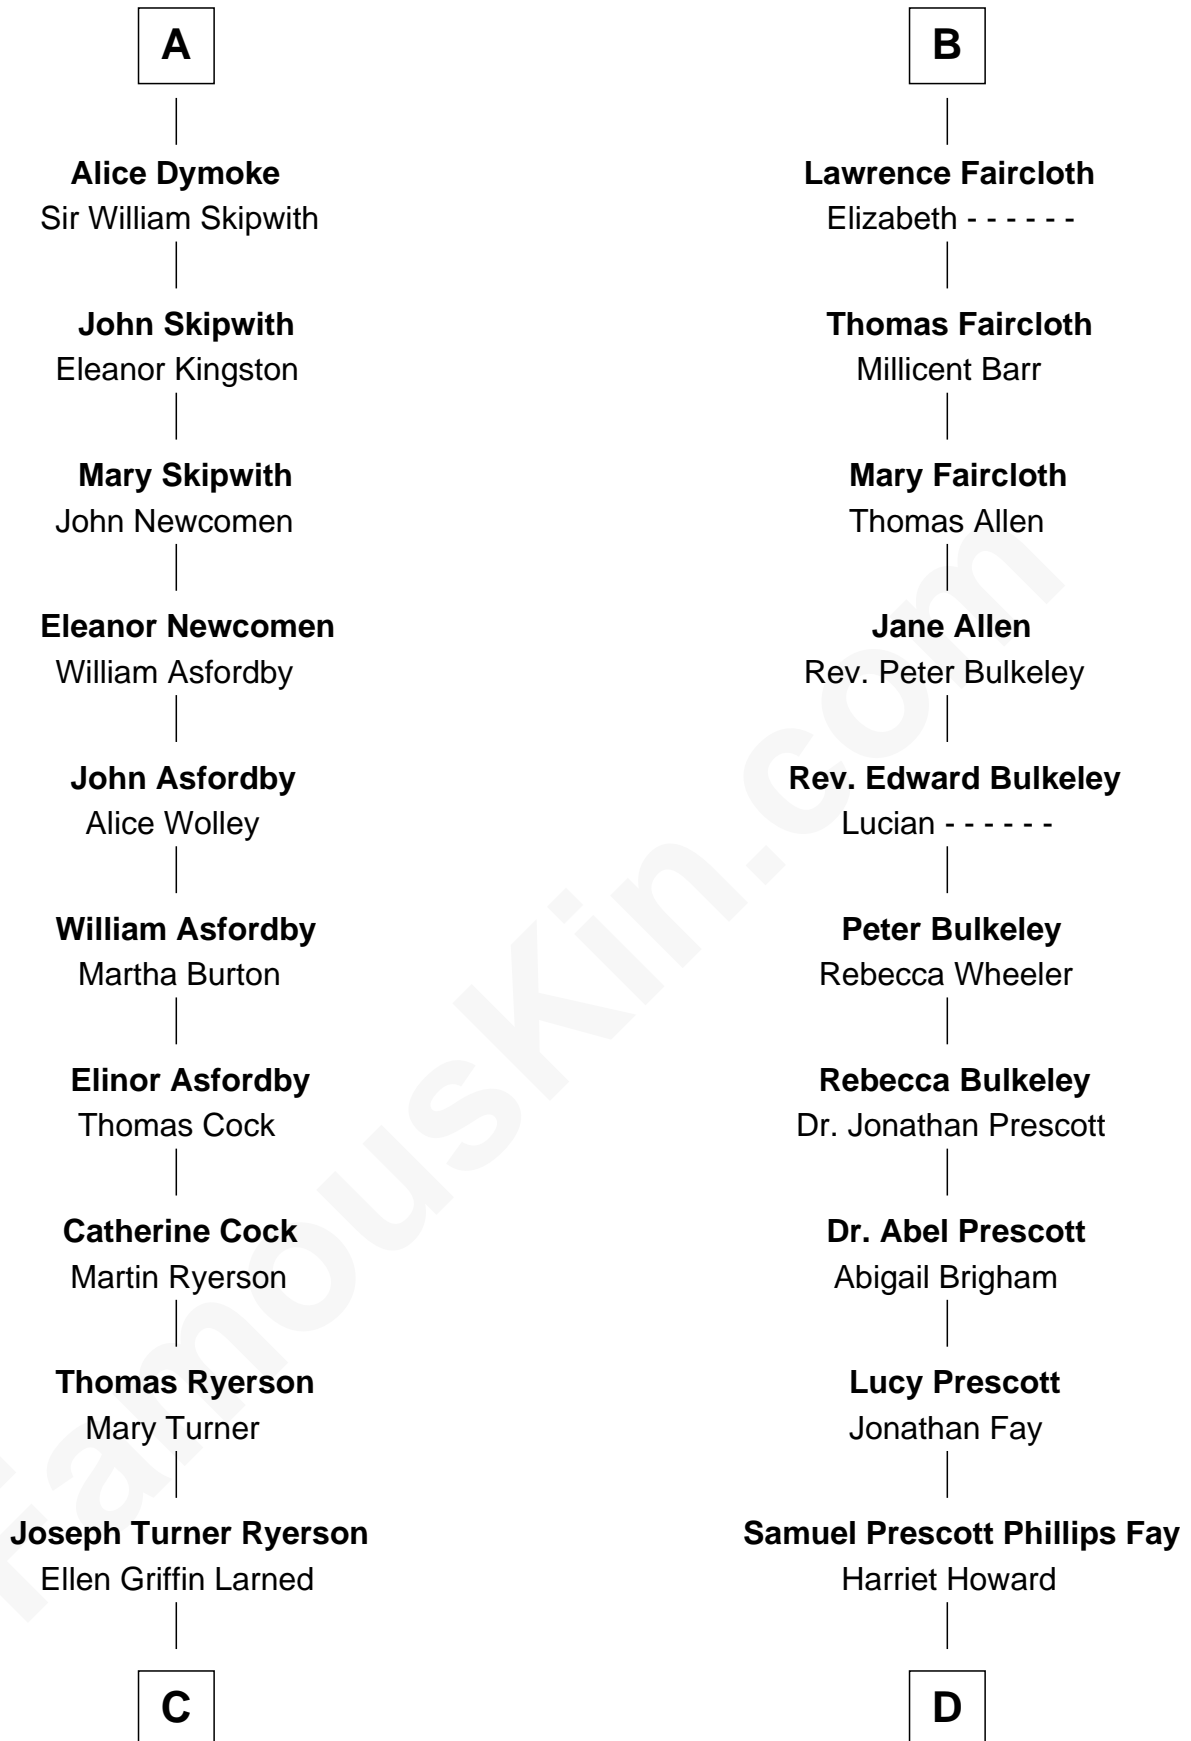 A
Alice Dymoke
Sir William Skipwith
John Skipwith
Eleanor Kingston
Mary Skipwith
John Newcomen
Eleanor Newcomen
William Asfordby
John Asfordby
Alice Wolley
William Asfordby
Martha Burton
Elinor Asfordby
Thomas Cock
Catherine Cock
Martin Ryerson
Thomas Ryerson
Mary Turner
Joseph Turner Ryerson
Ellen Griffin Larned
C
B
Lawrence Faircloth
Elizabeth - - - - - -
Thomas Faircloth
Millicent Barr
Mary Faircloth
Thomas Allen
Jane Allen
Rev. Peter Bulkeley
Rev. Edward Bulkeley
Lucian - - - - - -
Peter Bulkeley
Rebecca Wheeler
Rebecca Bulkeley
Dr. Jonathan Prescott
Dr. Abel Prescott
Abigail Brigham
Lucy Prescott
Jonathan Fay
Samuel Prescott Phillips Fay
Harriet Howard
D
FamousKin.com